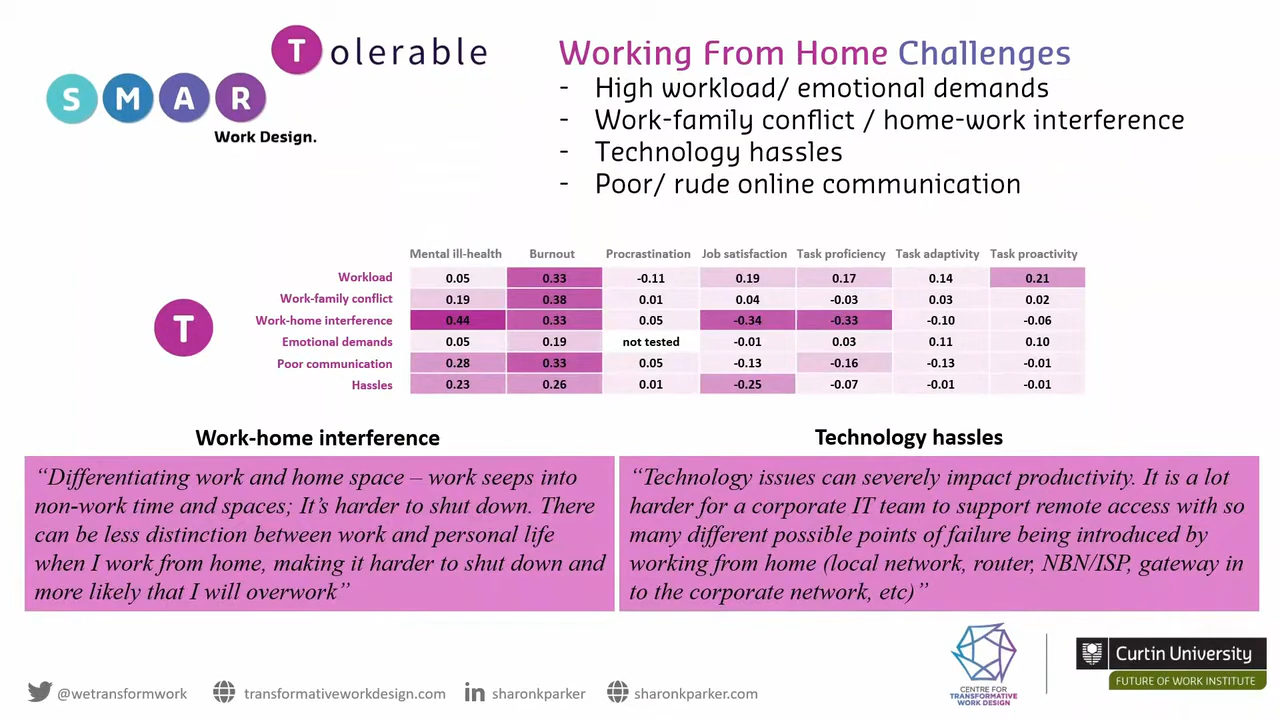 T olerable
S M A R
Work Design.
Working From Home Challenges
- High workload/ emotional demands
- Work-family conflict / home-work interference
- Technology hassles
- Poor/ rude online communication
Mental ill-health Burnout Procrastination Job satisfaction Task proficiency Task adaptivity Task proactivity
Workload 0.05 0.33 -0.11 0.19 0.17 0.14 0.21
Work-family conflict 0.19 0.38 0.01 0.04 -0.03 0.03 0.02
T
Work-home interference 0.44 0.33 0.05 -0.34 -0.33 -0.10 -0.06
Emotional demands 0.05 0.19 not tested -0.01 0.03 0.11 0.10
Poor communication 0.28 0.33 0.05 -0.13 -0.16 -0.13 -0.01
Hassles 0.23 0.26 0.01 -0.25 -0.07 -0.01 -0.01
Work-home interference
“Differentiating work and home space – work seeps into
non-work time and spaces; It’s harder to shut down. There
can be less distinction between work and personal life
when I work from home, making it harder to shut down and
more likely that I will overwork”
Technology hassles
“Technology issues can severely impact productivity. It is a lot
harder for a corporate IT team to support remote access with so
many different possible points of failure being introduced by
working from home (local network, router, NBN/ISP, gateway in
to the corporate network, etc)”
@wetransformwork transformativeworkdesign.com in sharonkparker sharonkparker.com
CENTRE FOR
TRANSFORMATIVE
WORK DESIGN
Curtin University
FUTURE OF WORK INSTITUTE